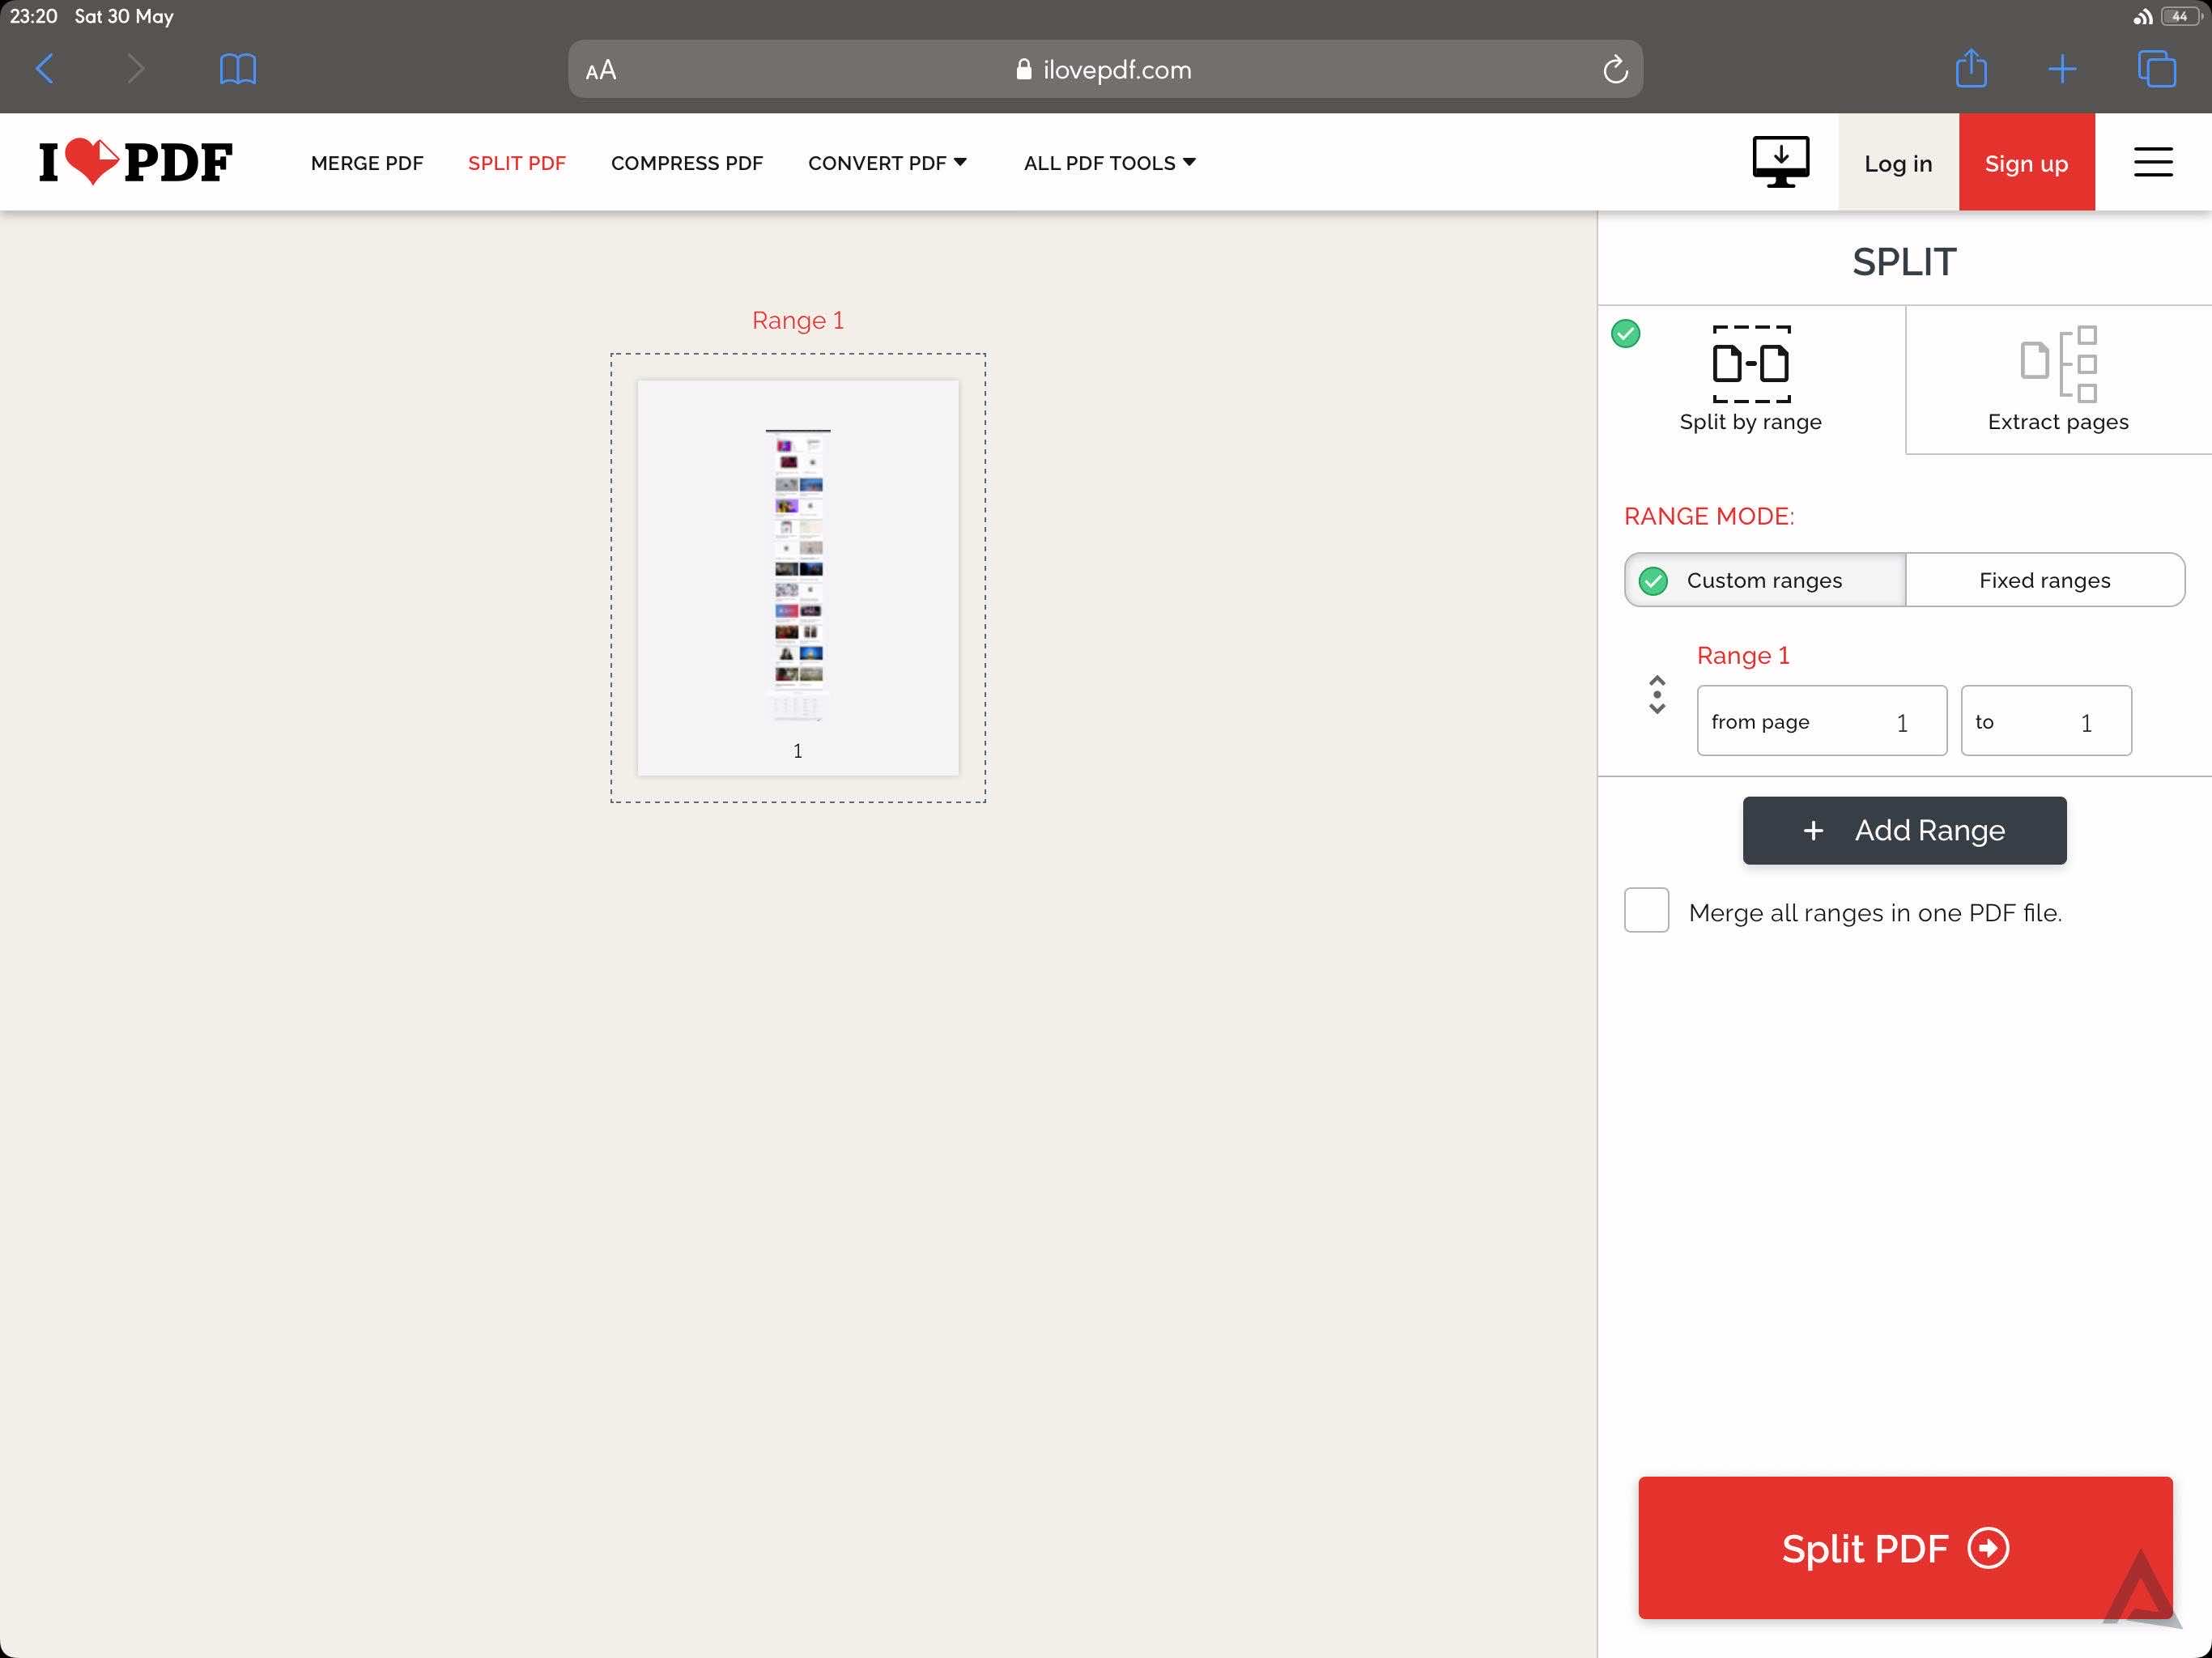 23:20 Sat 30 May
44
AA
ilovepdf.com
I PDF
MERGE PDF
SPLIT PDF
COMPRESS PDF
CONVERT PDF
ALL PDF TOOLS
Log in
Sign up
Range 1
1
SPLIT
Split by range
Extract pages
RANGE MODE:
Custom ranges
Fixed ranges
Range 1
from page 1
to 1
+ Add Range
Merge all ranges in one PDF file.
Split PDF